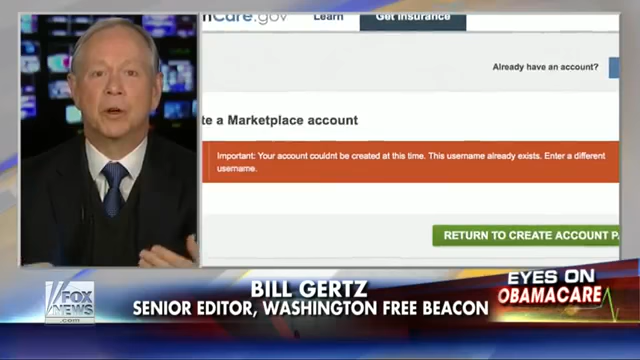 Care.gov
Learn
Get Insurance
Already have an account?
te a Marketplace account
Important: Your account couldnt be created at this time. This username already exists. Enter a different
username.
RETURN TO CREATE ACCOUNT PA
BILL GERTZ
SENIOR EDITOR, WASHINGTON FREE BEACON
EYES ON
OBAMACARE
FOX
NEWS
.com